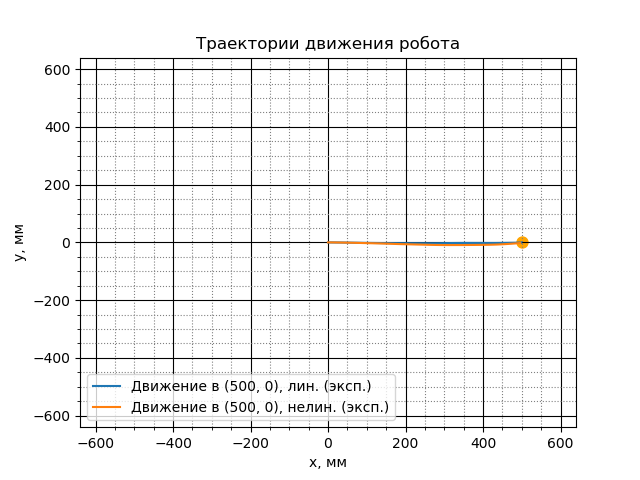 Траектории движения робота
600
400
200
0
−200
−400
−600
y, мм
−600 −400 −200 0 200 400 600
x, мм
Движение в (500, 0), лин. (эксп.)
Движение в (500, 0), нелин. (эксп.)